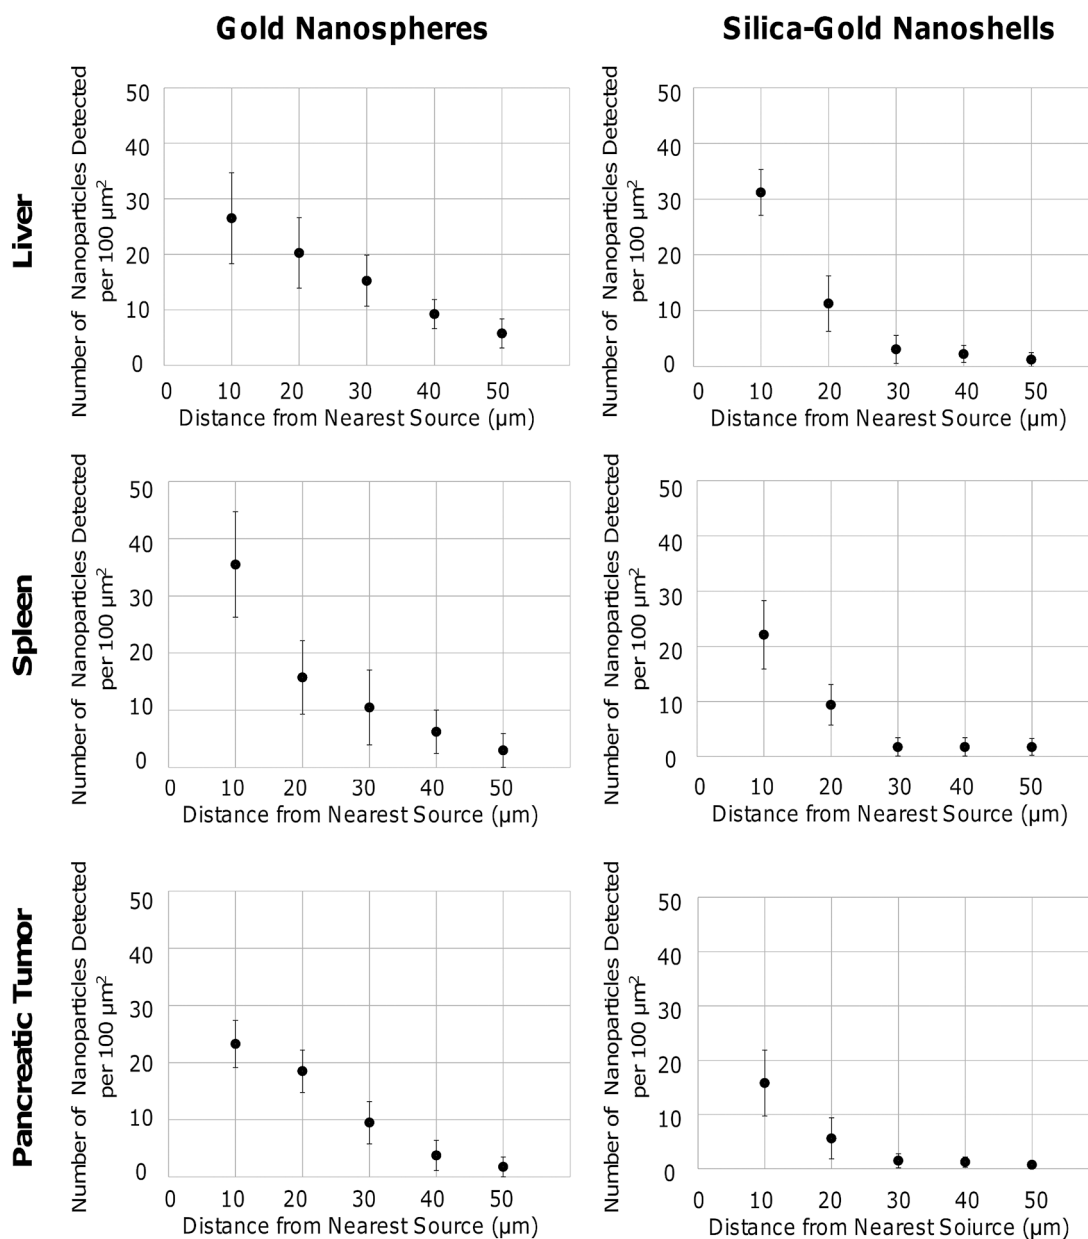 Gold Nanospheres
Silica-Gold Nanoshells
Liver
Number of Nanoparticles Detected
per 100 µm²
50
40
30
20
10
0
0 10 20 30 40 50
Distance from Nearest Source (µm)
Number of Nanoparticles Detected
per 100 µm²
50
40
30
20
10
0
0 10 20 30 40 50
Distance from Nearest Source (µm)
Spleen
Number of Nanoparticles Detected
per 100 µm²
50
40
30
20
10
0
0 10 20 30 40 50
Distance from Nearest Source (µm)
Number of Nanoparticles Detected
per 100 µm²
50
40
30
20
10
0
0 10 20 30 40 50
Distance from Nearest Soiurce (µm)
Pancreatic Tumor
Number of Nanoparticles Detected
per 100 µm²
50
40
30
20
10
0
0 10 20 30 40 50
Distance from Nearest Source (µm)
Number of Nanoparticles Detected
per 100 µm²
50
40
30
20
10
0
0 10 20 30 40 50
Distance from Nearest Soiurce (µm)